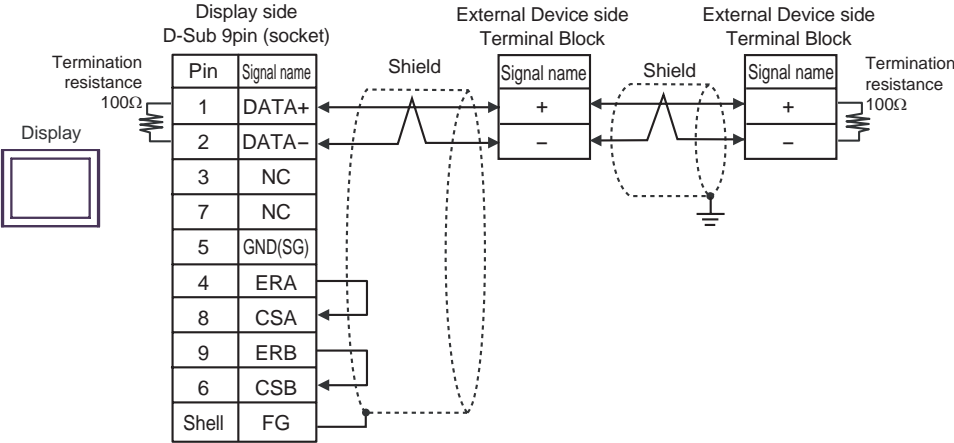 Display side
D-Sub 9pin (socket)
External Device side
Terminal Block
External Device side
Terminal Block
Termination
resistance
100Ω
Display
Pin Signal name
1 DATA+
2 DATA−
3 NC
7 NC
5 GND(SG)
4 ERA
8 CSA
9 ERB
6 CSB
Shell FG
Shield
Signal name
+
−
Shield
Signal name
+
−
Termination
resistance
100Ω